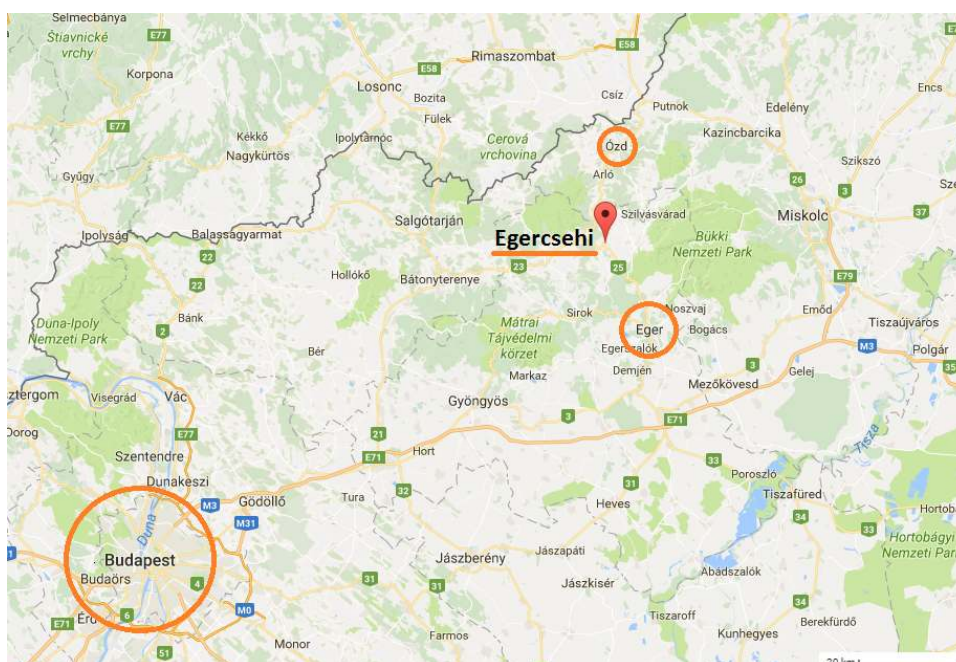 Selmecbánya
Štiavnické
vrchy
E77
Korpona
E58
Rimaszombat
E58
Losonc
Bozita
Fülek
Csíz
Putnok
Edelény
Encs
E77
Kékkő
Nagykürtös
Ipolytarnóc
Cerová
vrchovina
Ózd
Kazincbarcika
Gyűgy
Arló
Szikszó
26
3
Salgótarján
Szilvásvárad
Miskolc
37
Ipolyság
Balassagyarmat
Egercsehi
Bükki
Nemzeti Park
22
22
Hollókő
Bátonyterenye
23
25
E79
Duna-Ipoly
Nemzeti Park
2
Bánk
Sirok
Noszvaj
Emőd
Tiszaújváros
Mátrai
Tájvédelmi
körzet
Eger
Bogács
Egerszalók
M3
Polgár
Bér
Markaz
Demjén
3
Gelej
35
Mezőkövesd
Visegrád
Vác
Gyöngyös
3
E71
Dorog
E77
21
Tisza
Szentendre
E71
Hort
33
Poroszló
Dunakeszi
Gödöllő
Tura
32
31
Tiszafüred
M3
M31
Heves
34
33
Duna
Hortobágyi
Nemzeti Park
Budapest
Jászberény
Jászapáti
Budaörs
4
31
31
Jászkisér
Abádszalók
E71
6
M0
Tiszaroff
34
Berekfürdő
51
Monor
Farmos
Kunhegyes